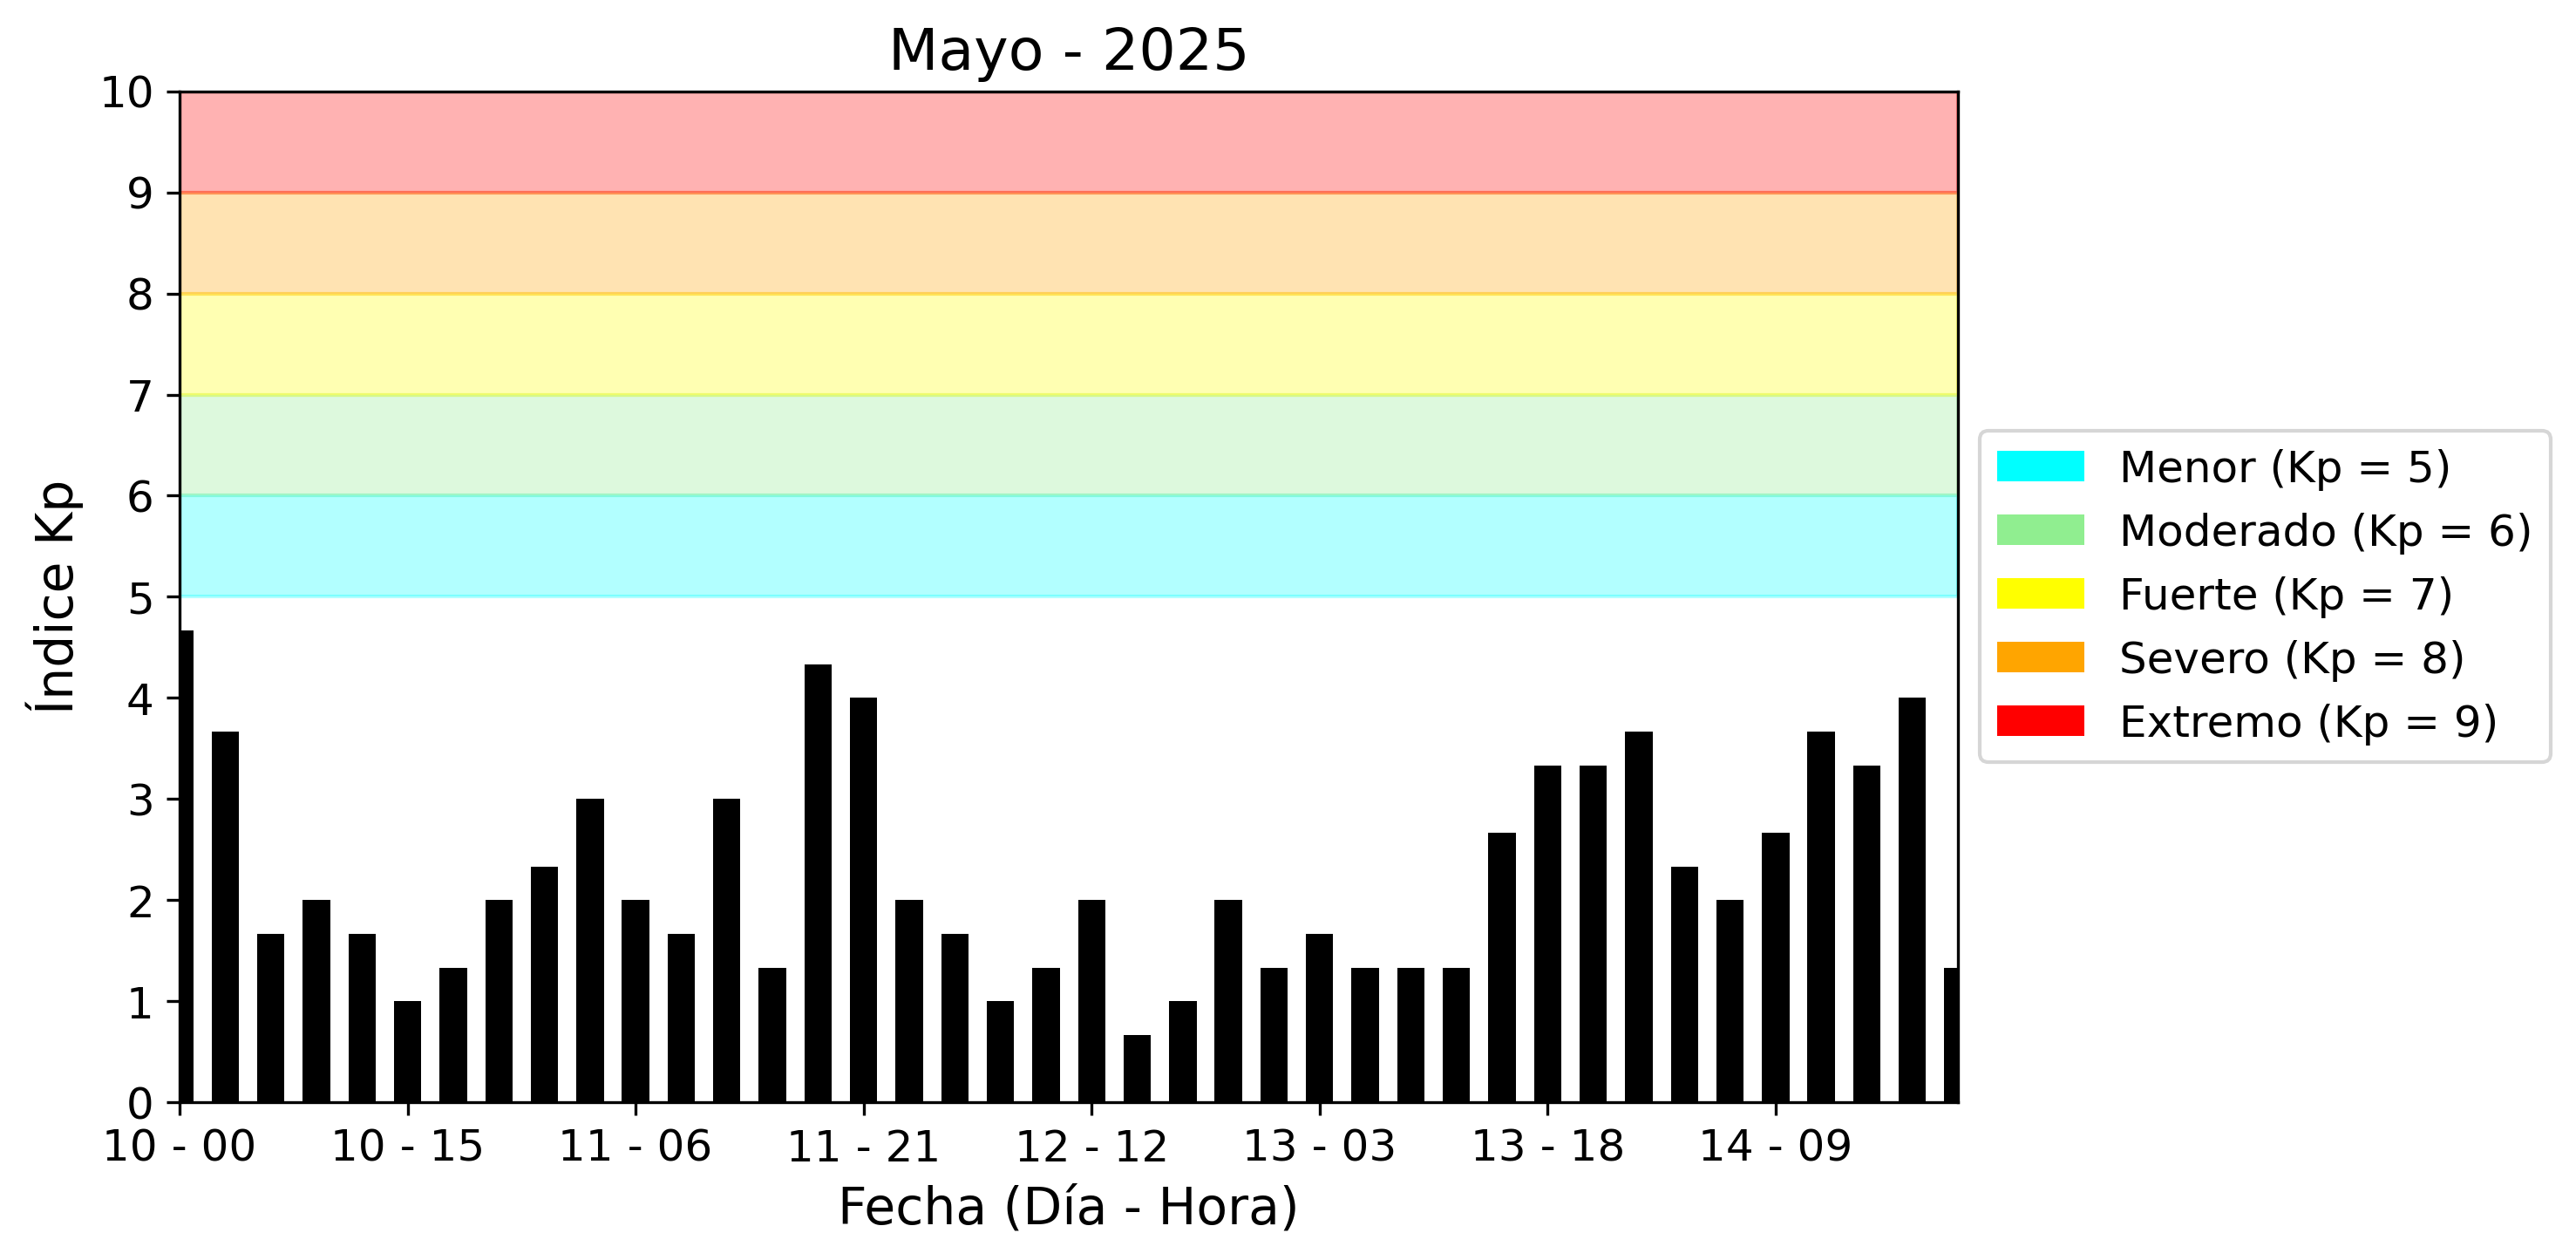 Mayo - 2025
10
9
8
7
6
5
4
3
2
1
0
Índice Kp
10 - 00
10 - 15
11 - 06
11 - 21
12 - 12
13 - 03
13 - 18
14 - 09
Fecha (Día - Hora)
Menor (Kp = 5)
Moderado (Kp = 6)
Fuerte (Kp = 7)
Severo (Kp = 8)
Extremo (Kp = 9)